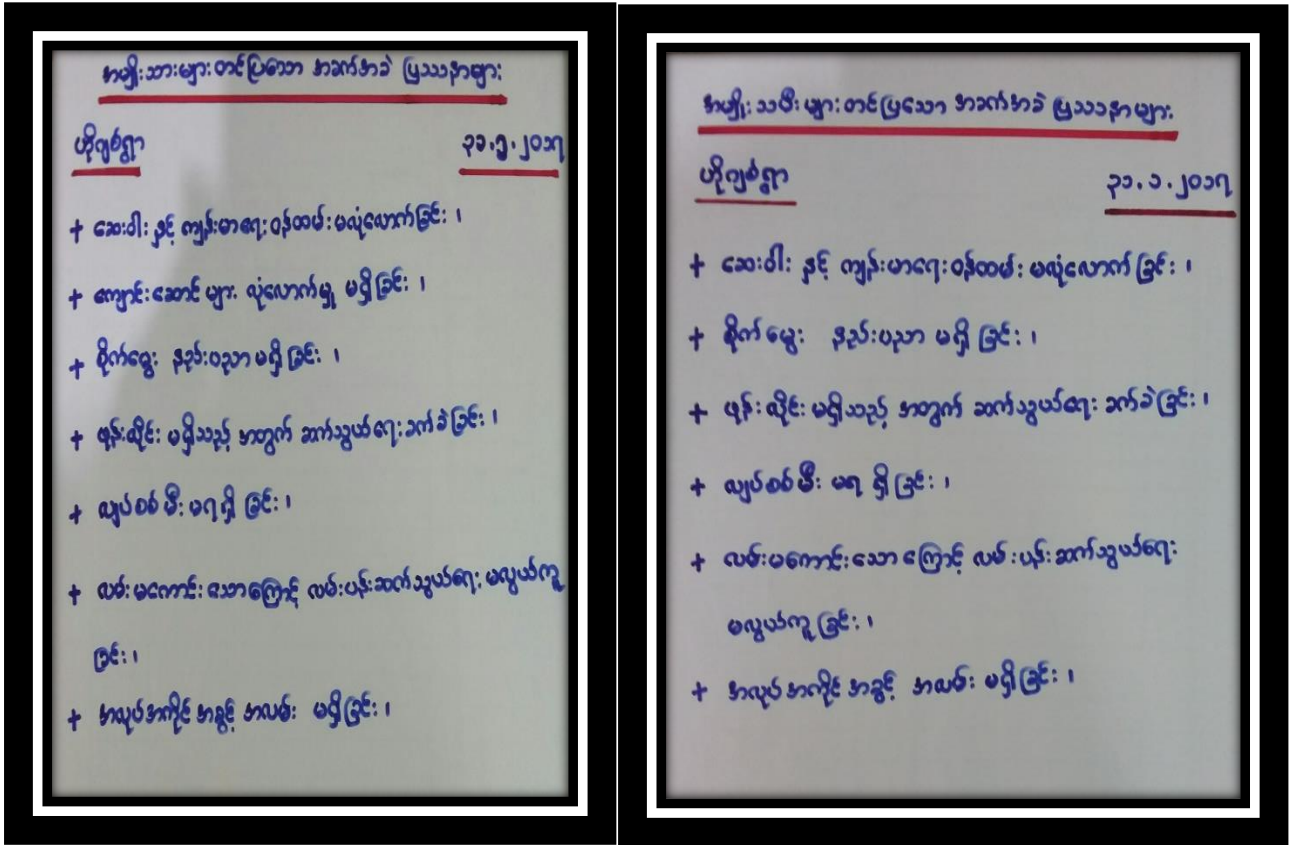 အမျိုးသားများတင်ပြသော အခက်အခဲ ပြဿနာများ
ဟိုဂျစ်ရွာ ၃၁.၁.၂၀၁၇
+ ဆေးဝါး နှင့် ကျန်းမာရေး ဝန်ထမ်း မလုံလောက်ခြင်း ၊
+ ကျောင်းဆောင် များ လုံလောက်မှု မရှိခြင်း ၊
+ စိုက်မွေး နည်းပညာ မရှိခြင်း ၊
+ ဖုန်းလိုင်း မရှိသည့် အတွက် ဆက်သွယ်ရေး ခက်ခဲခြင်း ၊
+ လျှပ်စစ်မီး မရရှိ ခြင်း ၊
+ လမ်းမကောင်းသောကြောင့် လမ်းပန်းဆက်သွယ်ရေး မလွယ်ကူ
ခြင်း ၊
+ အလုပ်အကိုင် အခွင့် အလမ်း မရှိခြင်း ၊
အမျိုးသမီးများတင်ပြသော အခက်အခဲ ပြဿနာများ
ဟိုဂျစ်ရွာ ၃၁.၁.၂၀၁၇
+ ဆေးဝါး နှင့် ကျန်းမာရေးဝန်ထမ်း မလုံလောက် ခြင်း ၊
+ စိုက်မွေး နည်းပညာ မရှိ ခြင်း ၊
+ ဖုန်းလိုင်း မရှိသည့် အတွက် ဆက်သွယ်ရေး ခက်ခဲခြင်း ၊
+ လျှပ်စစ်မီး မရ ရှိ ခြင်း ၊
+ လမ်းမကောင်းသော ကြောင့် လမ်းပန်းဆက်သွယ်ရေး
မလွယ်ကူ ခြင်း ၊
+ အလုပ်အကိုင် အခွင့် အလမ်း မရှိခြင်း ၊